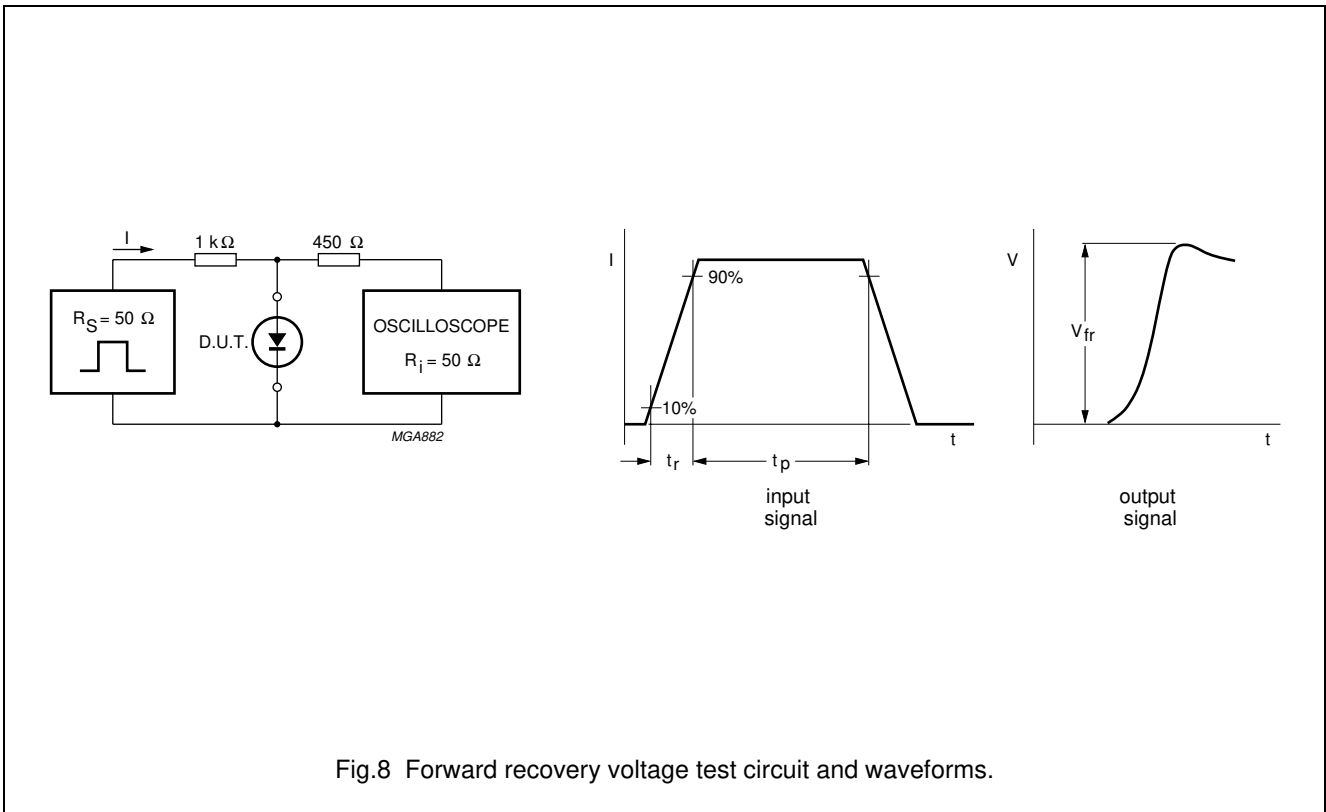 I
1 kΩ
450 Ω
R_S = 50 Ω
D.U.T.
OSCILLOSCOPE
R_i = 50 Ω
MGA882
I
90%
10%
t
t_r
t_p
input
signal
V
V_fr
t
output
signal
Fig.8 Forward recovery voltage test circuit and waveforms.